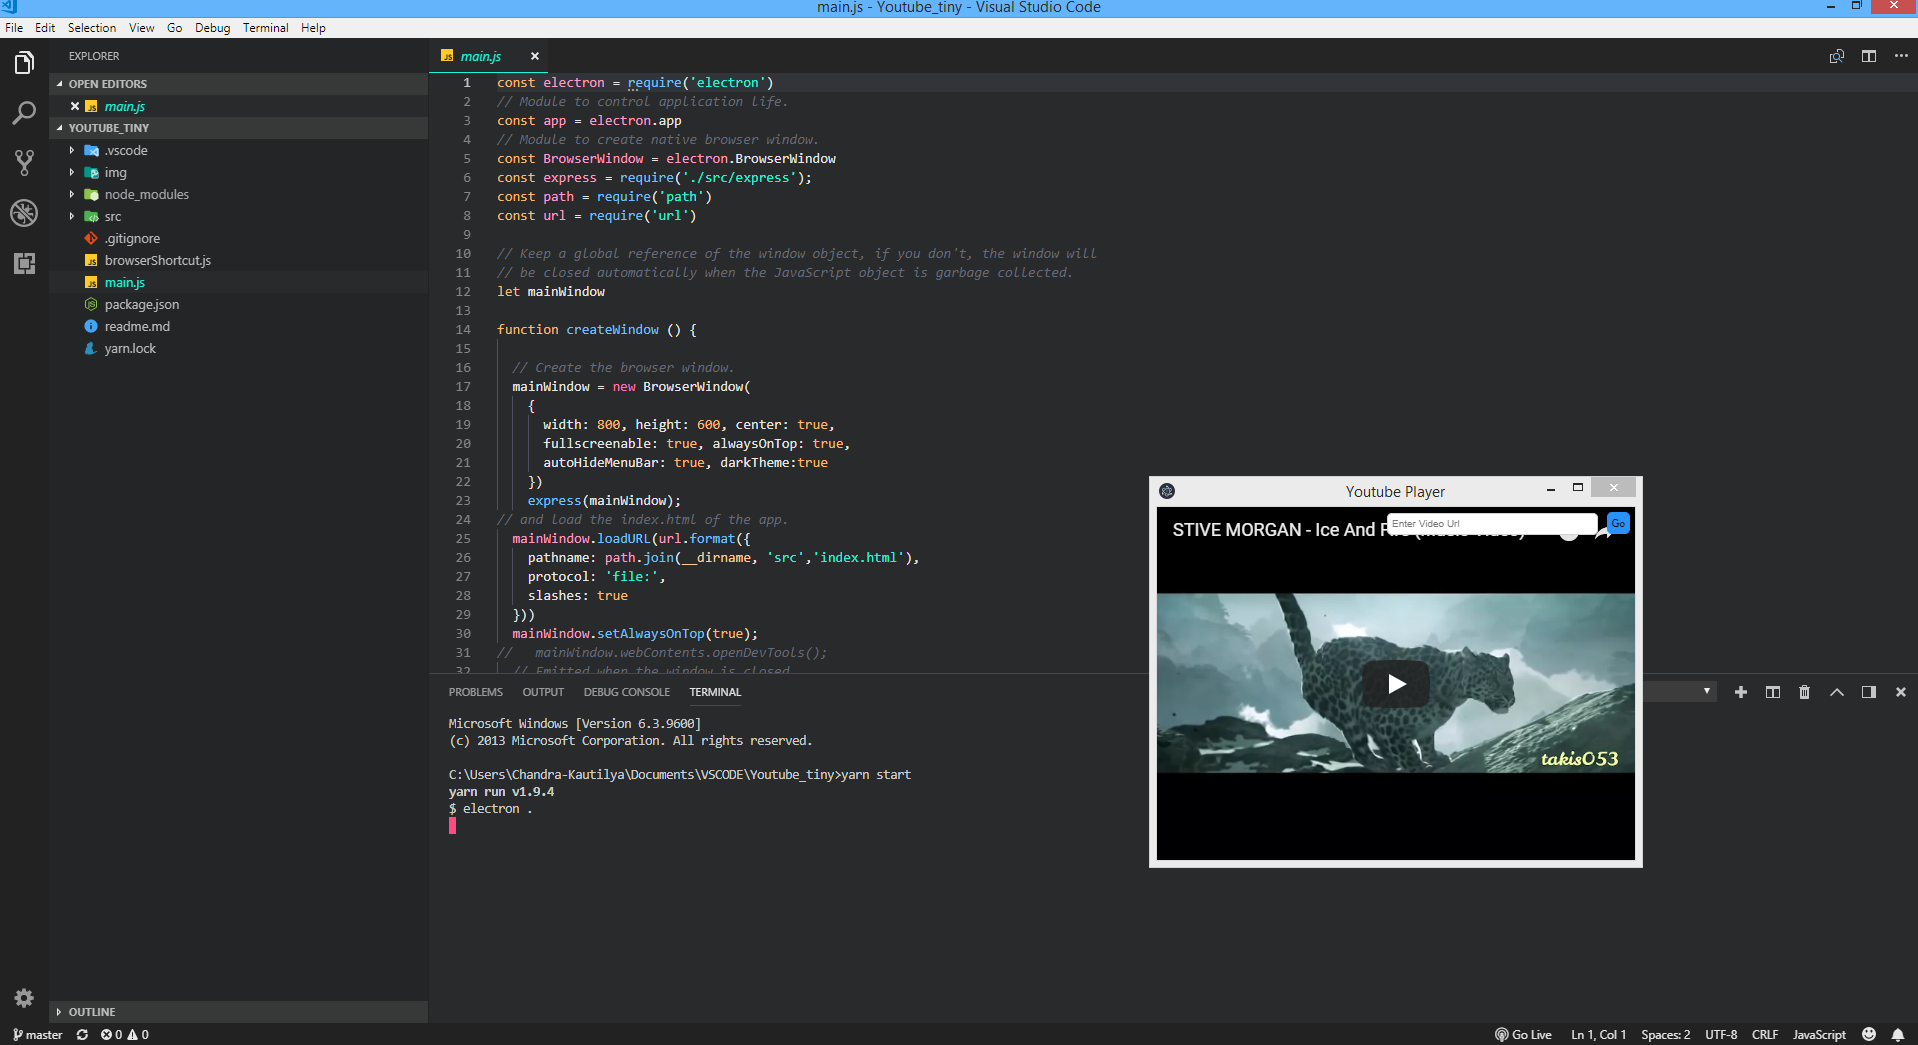 main.js - Youtube_tiny - Visual Studio Code
File Edit Selection View Go Debug Terminal Help
EXPLORER
OPEN EDITORS
main.js
YOUTUBE_TINY
.vscode
img
node_modules
src
.gitignore
browserShortcut.js
main.js
package.json
readme.md
yarn.lock
OUTLINE
main.js
1 const electron = require('electron')
2 // Module to control application life.
3 const app = electron.app
4 // Module to create native browser window.
5 const BrowserWindow = electron.BrowserWindow
6 const express = require('./src/express');
7 const path = require('path')
8 const url = require('url')
9
10 // Keep a global reference of the window object, if you don't, the window will
11 // be closed automatically when the JavaScript object is garbage collected.
12 let mainWindow
13
14 function createWindow () {
15
16 // Create the browser window.
17 mainWindow = new BrowserWindow(
18 {
19 width: 800, height: 600, center: true,
20 fullscreenable: true, alwaysOnTop: true,
21 autoHideMenuBar: true, darkTheme:true
22 })
23 express(mainWindow);
24 // and load the index.html of the app.
25 mainWindow.loadURL(url.format({
26 pathname: path.join(__dirname, 'src','index.html'),
27 protocol: 'file:',
28 slashes: true
29 }))
30 mainWindow.setAlwaysOnTop(true);
31 // mainWindow.webContents.openDevTools();
32 // Emitted when the window is closed
PROBLEMS OUTPUT DEBUG CONSOLE TERMINAL
Microsoft Windows [Version 6.3.9600]
(c) 2013 Microsoft Corporation. All rights reserved.
C:\Users\Chandra-Kautilya\Documents\VSCODE\Youtube_tiny>yarn start
yarn run v1.9.4
$ electron .
Youtube Player
STIVE MORGAN - Ice And
Enter Video Url
Go
takis053
master 0 0
Go Live Ln 1, Col 1 Spaces: 2 UTF-8 CRLF JavaScript